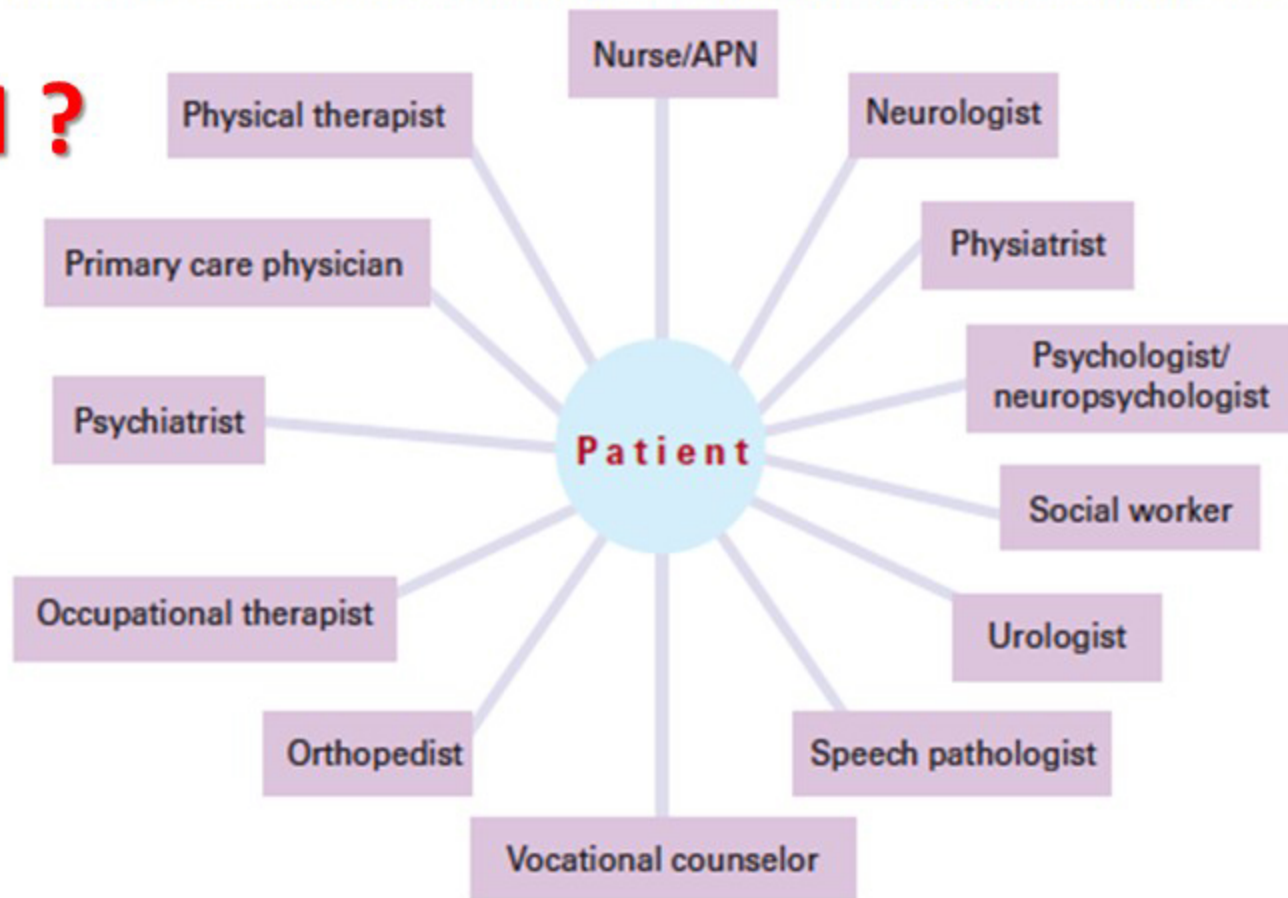 ?
Nurse/APN
Physical therapist
Neurologist
Primary care physician
Physiatrist
Psychologist/
neuropsychologist
Psychiatrist
Patient
Social worker
Occupational therapist
Urologist
Orthopedist
Speech pathologist
Vocational counselor